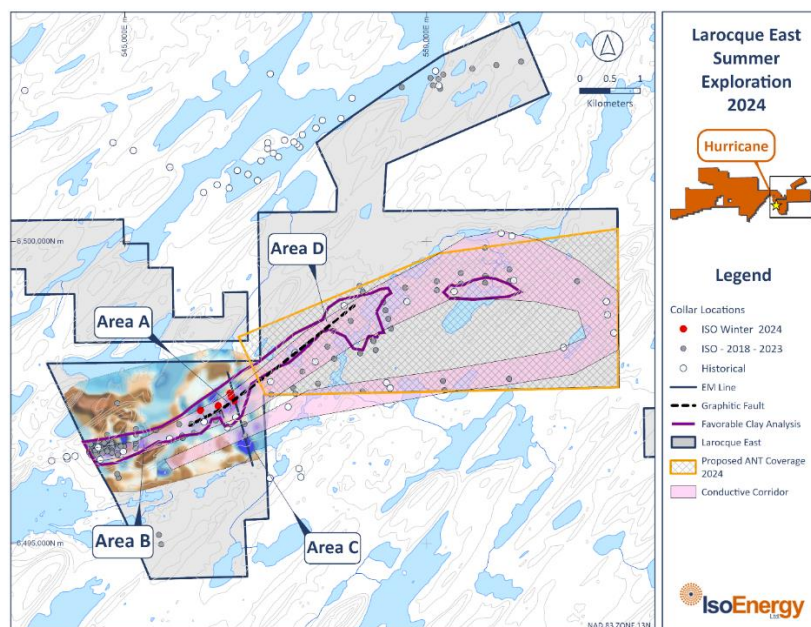 Larocque East
Summer
Exploration
2024
Hurricane
Legend
Collar Locations
ISO Winter 2024
ISO - 2018 - 2023
Historical
EM Line
Graphitic Fault
Favorable Clay Analysis
Larocque East
Proposed ANT Coverage
2024
Conductive Corridor
IsoEnergy
Ltd
0 0.5 1
Kilometers
6,500,000N m
6,495,000N m
Area D
Area A
Area B
Area C
NAD 83 ZONE 13N